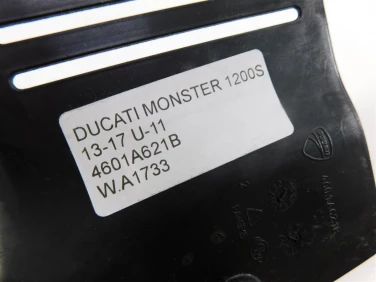 DUCATI MONSTER 1200S
13-17 U-11
4601A621B
W.A1733